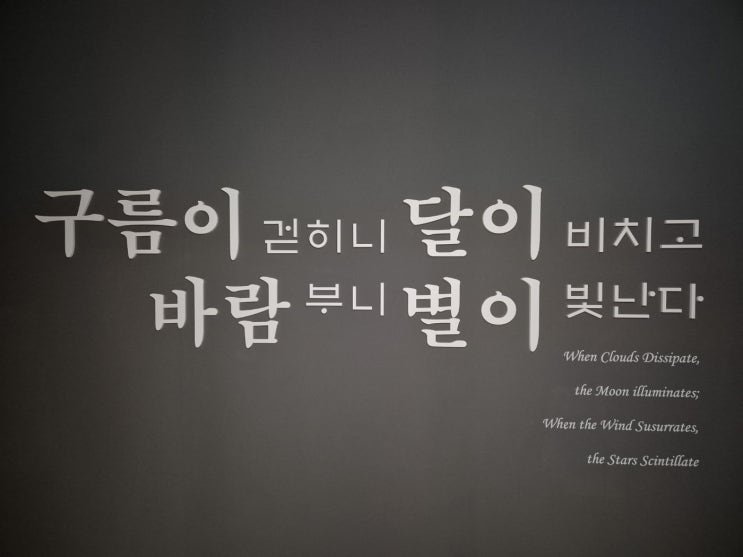 구름이 걷히니 달이 비치고
바람 부니 별이 빛난다
When Clouds Dissipate,
the Moon illuminates;
When the Wind Susurrates,
the Stars Scintillate